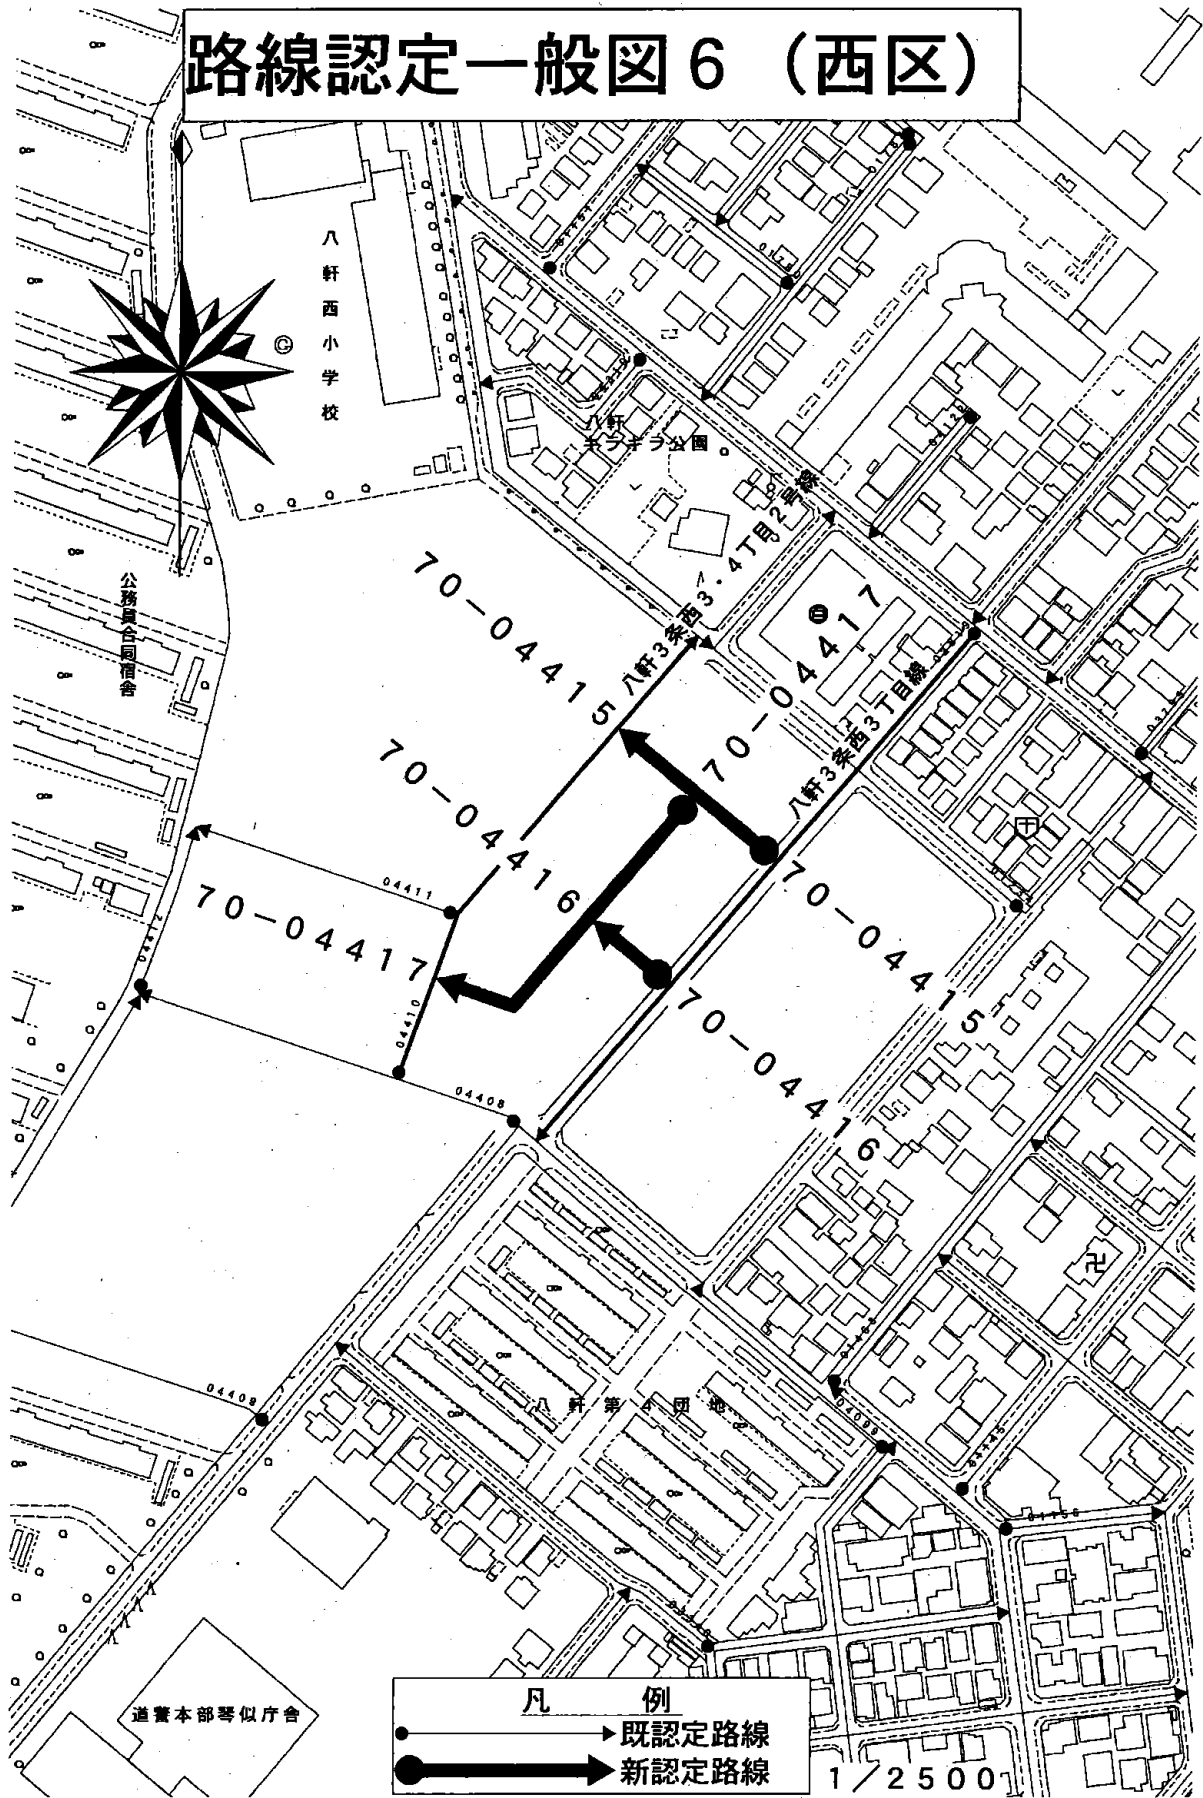 路線認定一般図６（西区）
八軒西小学校
八軒
キラキラ公園
八軒３条西３・４丁目２号線
70-04415
70-04417
八軒３条西３丁目線
公務員合同宿舎
70-04416
04411
70-04417
04412
04410
70-04415
70-04416
04408
04409
八軒第４団地
道警本部琴似庁舎
凡　例
既認定路線
新認定路線
１／２５００